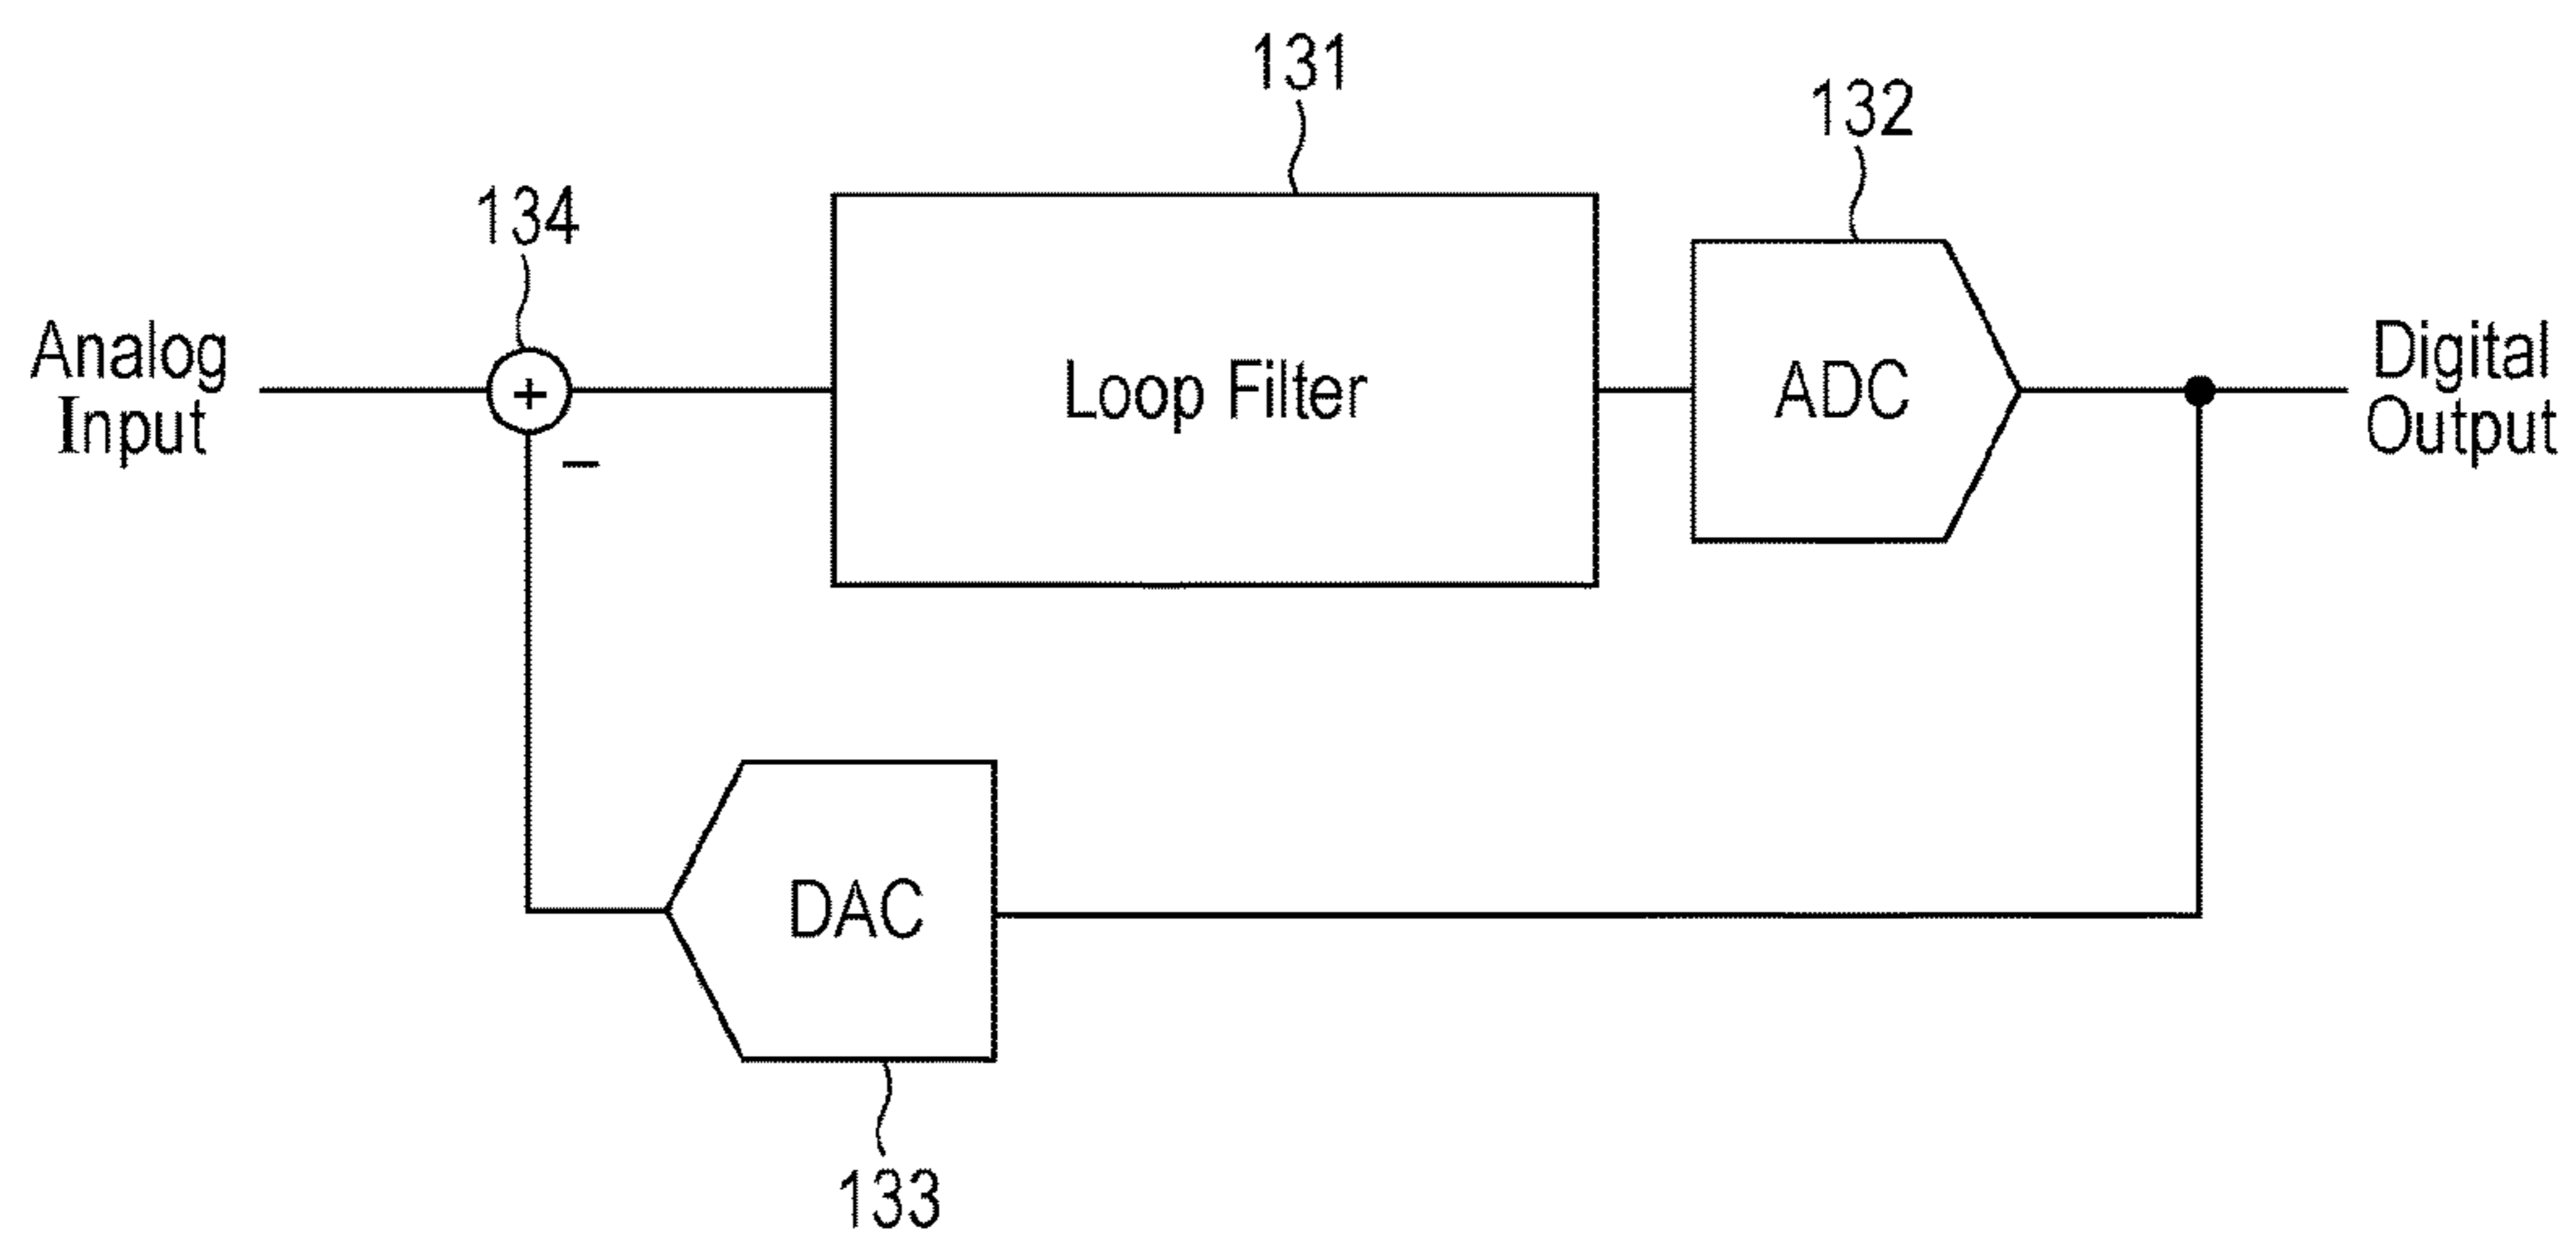 131
132
134
Analog
Input
+
−
Loop Filter
ADC
Digital
Output
DAC
133